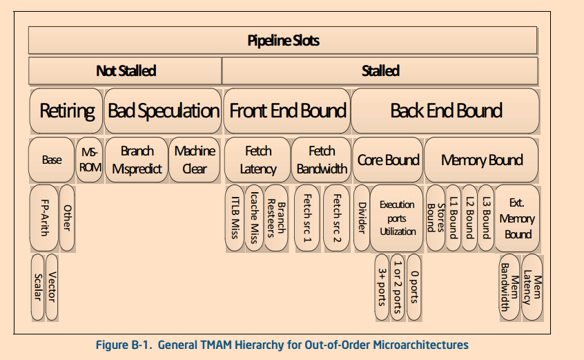 Pipeline Slots
Not Stalled Stalled
Retiring Bad Speculation Front End Bound Back End Bound
Base
MS-
ROM
Branch
Mispredict
Machine
Clear
Fetch
Latency
Fetch
Bandwidth
Core Bound
Memory Bound
FP-Arith
Other
ITLB Miss
Icache Miss
Branch
Resteers
Fetch src 1
Fetch src 2
Divider
Execution
ports
Utilization
Stores
Bound
L1 Bound
L2 Bound
L3 Bound
Ext.
Memory
Bound
Scalar
Vector
3+ ports
1 or 2 ports
0 ports
Mem
Bandwidth
Mem
Latency
Figure B-1. General TMAM Hierarchy for Out-of-Order Microarchitectures